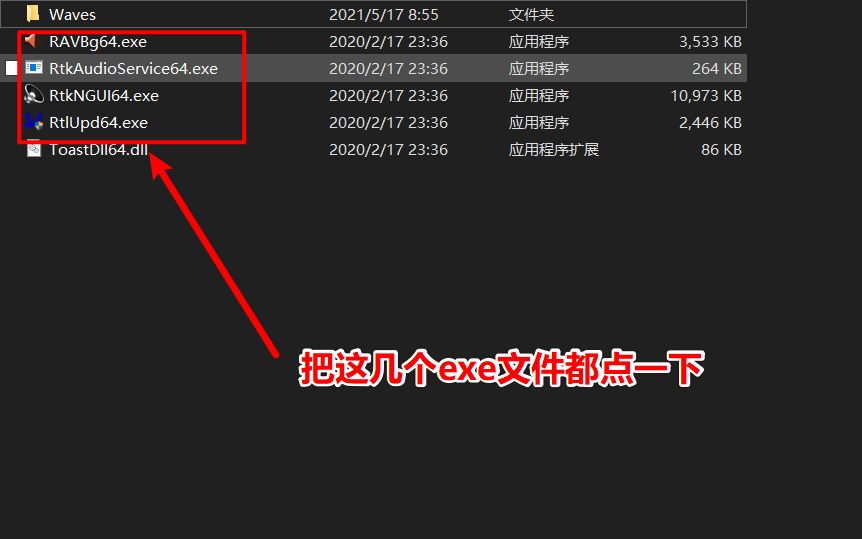 Waves 2021/5/17 8:55 文件夹
RAVBg64.exe 2020/2/17 23:36 应用程序 3,533 KB
RtkAudioService64.exe 2020/2/17 23:36 应用程序 264 KB
RtkNGUI64.exe 2020/2/17 23:36 应用程序 10,973 KB
RtlUpd64.exe 2020/2/17 23:36 应用程序 2,446 KB
ToastDll64.dll 2020/2/17 23:36 应用程序扩展 86 KB
把这几个exe文件都点一下